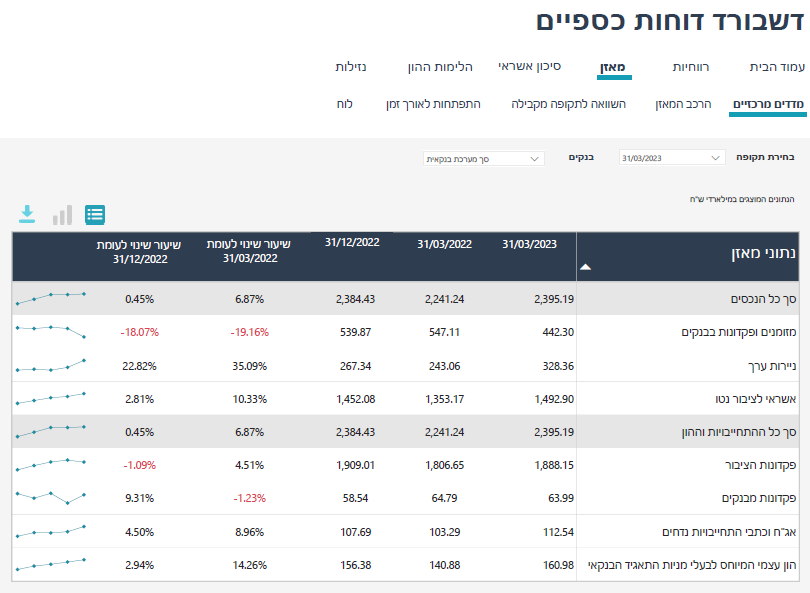 דשבורד דוחות כספיים
עמוד הבית רווחיות מאזן סיכון אשראי הלימות ההון נזילות
מדדים מרכזיים הרכב המאזן השוואה לתקופה מקבילה התפתחות לאורך זמן לוח
בחירת תקופה 31/03/2023 בנקים סך מערכת בנקאית
הנתונים המוצגים במילארדי ש"ח
נתוני מאזן 31/03/2023 31/03/2022 31/12/2022 שיעור שינוי לעומת 31/03/2022 שיעור שינוי לעומת 31/12/2022
סך כל הנכסים 2,395.19 2,241.24 2,384.43 6.87% 0.45%
מזומנים ופקדונות בבנקים 442.30 547.11 539.87 -19.16% -18.07%
ניירות ערך 328.36 243.06 267.34 35.09% 22.82%
אשראי לציבור נטו 1,492.90 1,353.17 1,452.08 10.33% 2.81%
סך כל ההתחייבויות וההון 2,395.19 2,241.24 2,384.43 6.87% 0.45%
פקדונות הציבור 1,888.15 1,806.65 1,909.01 4.51% -1.09%
פקדונות מבנקים 63.99 64.79 58.54 -1.23% 9.31%
אג"ח וכתבי התחייבויות נדחים 112.54 103.29 107.69 8.96% 4.50%
הון עצמי המיוחס לבעלי מניות התאגיד הבנקאי 160.98 140.88 156.38 14.26% 2.94%